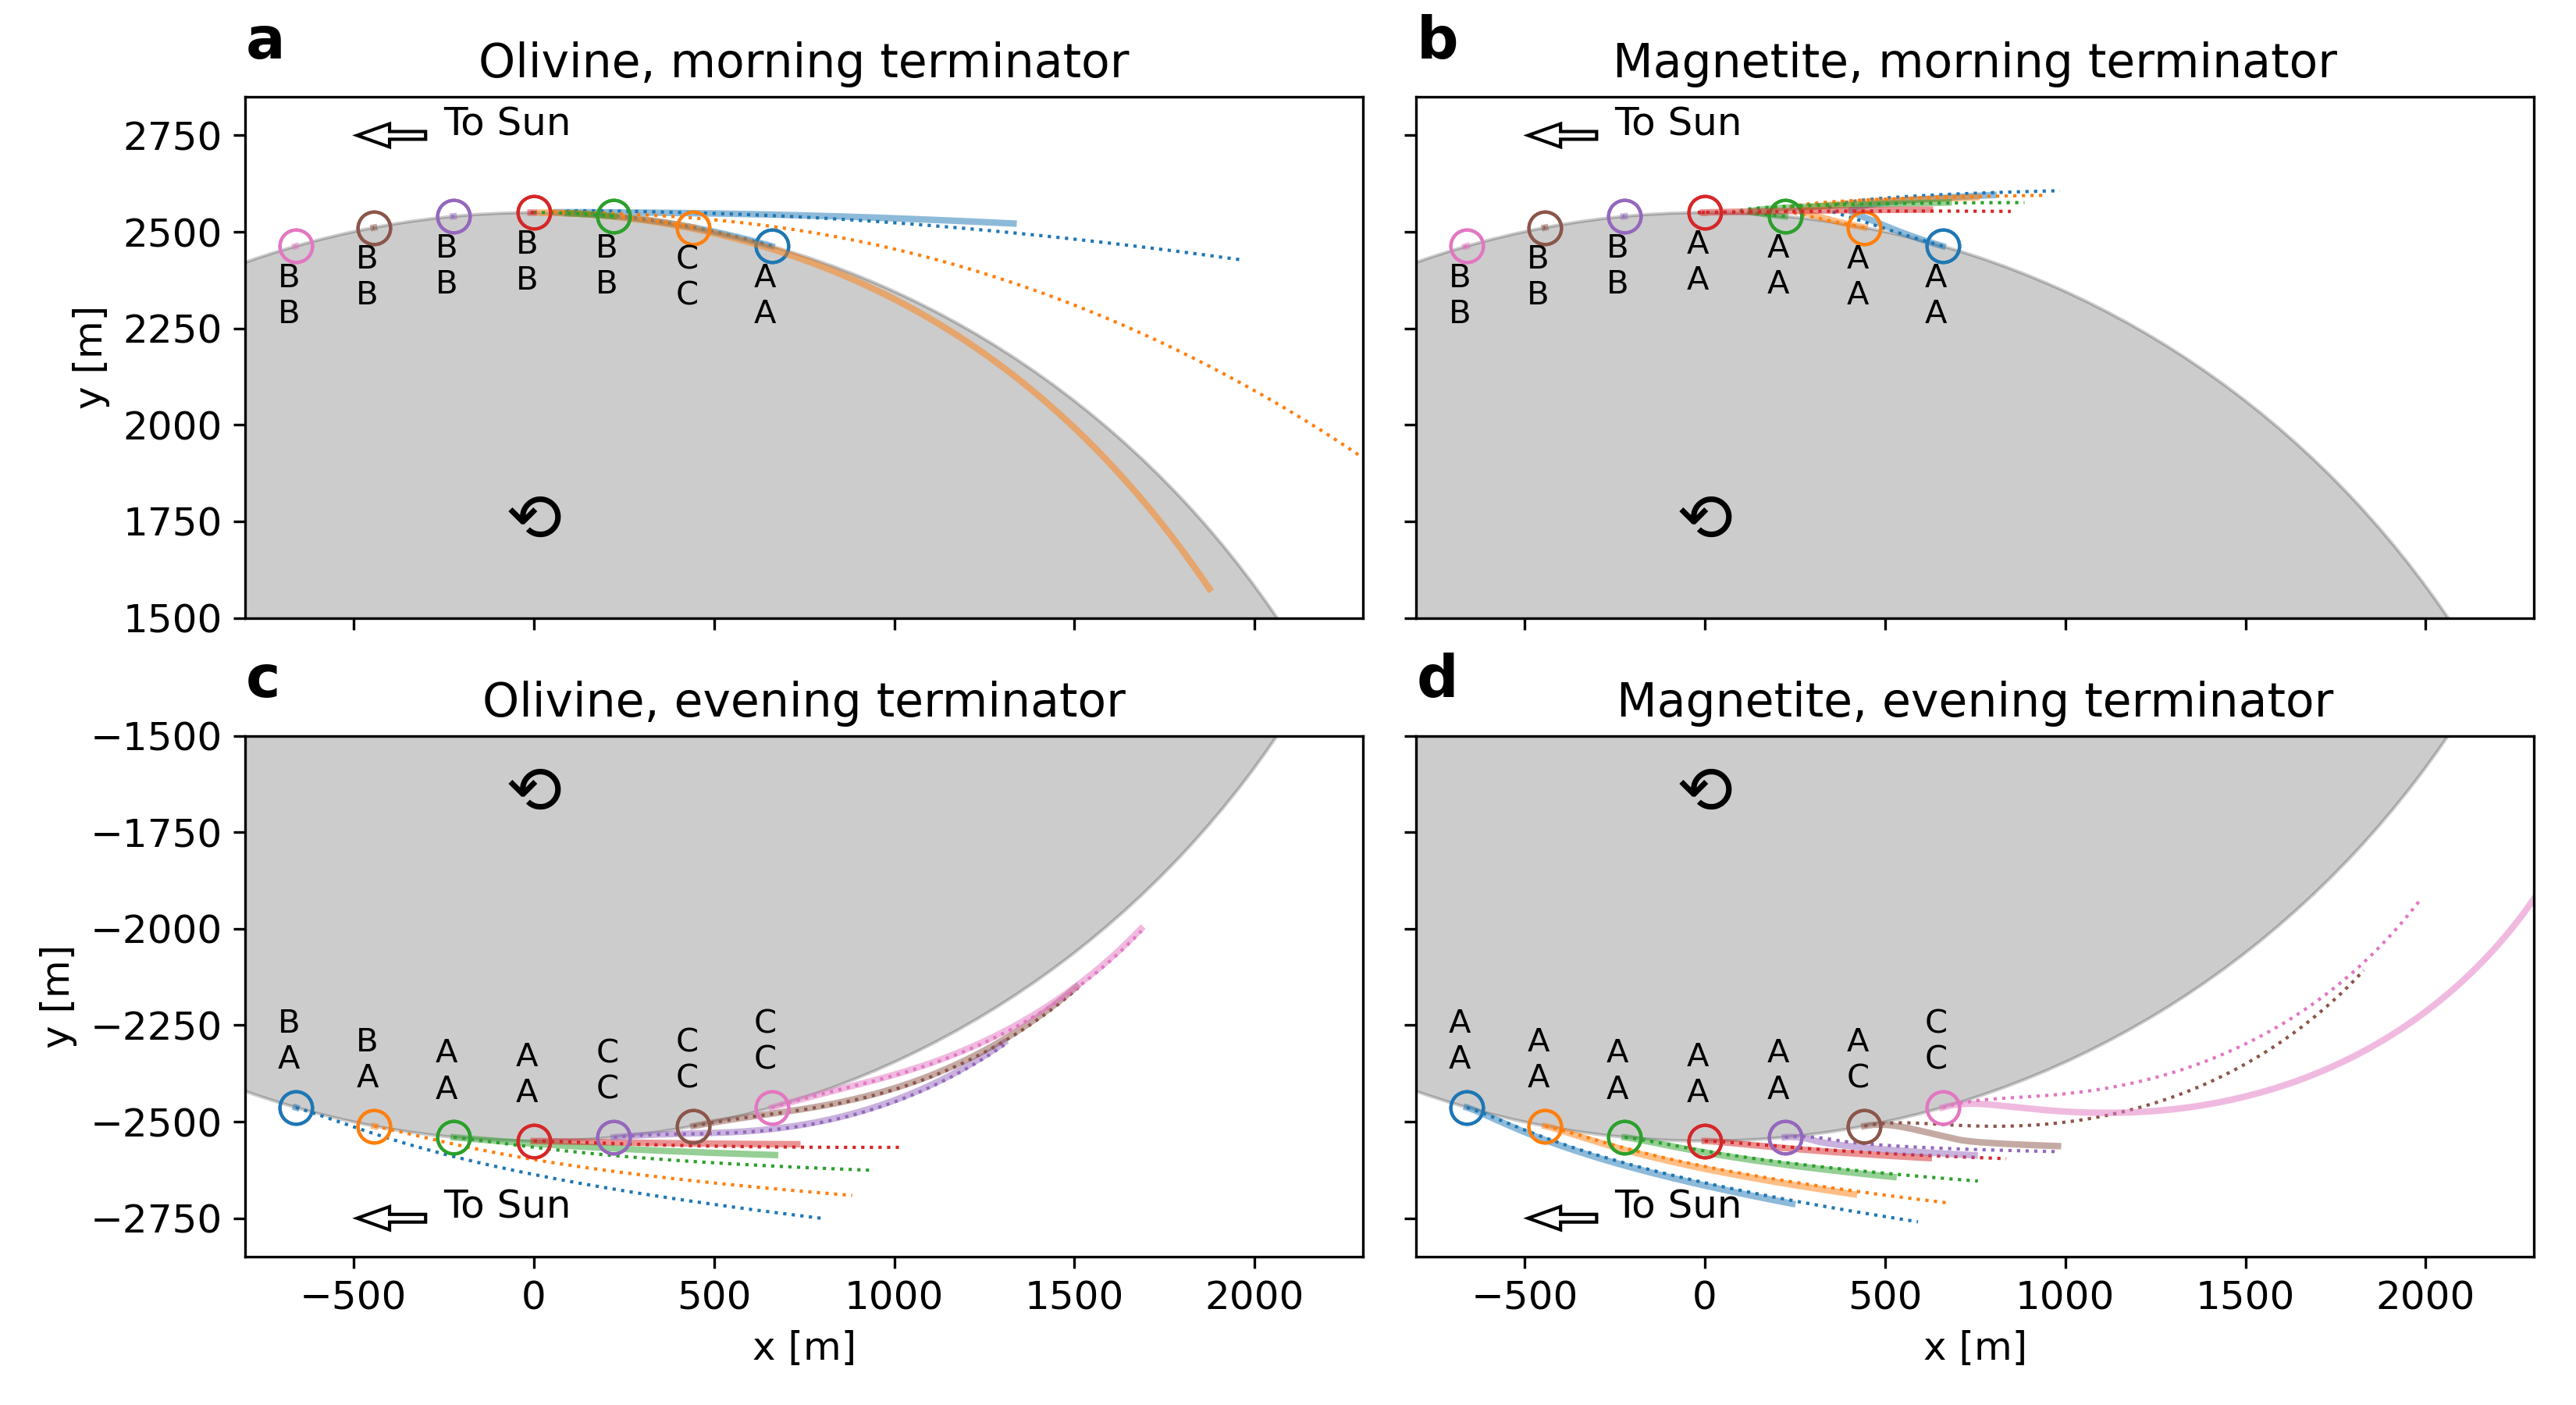 a
Olivine, morning terminator
b
Magnetite, morning terminator
To Sun
To Sun
y [m]
2750
2500
2250
2000
1750
1500
B B B B B C A
B B B B B C A
B B B A A A A
B B B A A A A
c
Olivine, evening terminator
d
Magnetite, evening terminator
y [m]
−1500
−1750
−2000
−2250
−2500
−2750
B B A A C C C
A A A A C C C
A A A A A A C
A A A A A C C
To Sun
To Sun
−500 0 500 1000 1500 2000
−500 0 500 1000 1500 2000
x [m]
x [m]